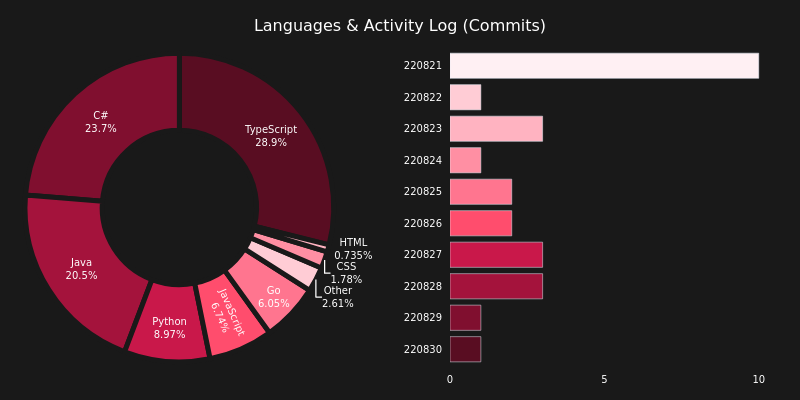 Languages & Activity Log (Commits)
C#
23.7%
TypeScript
28.9%
Java
20.5%
Python
8.97%
JavaScript
6.74%
Go
6.05%
HTML
0.735%
CSS
1.78%
Other
2.61%
220821
220822
220823
220824
220825
220826
220827
220828
220829
220830
0
5
10